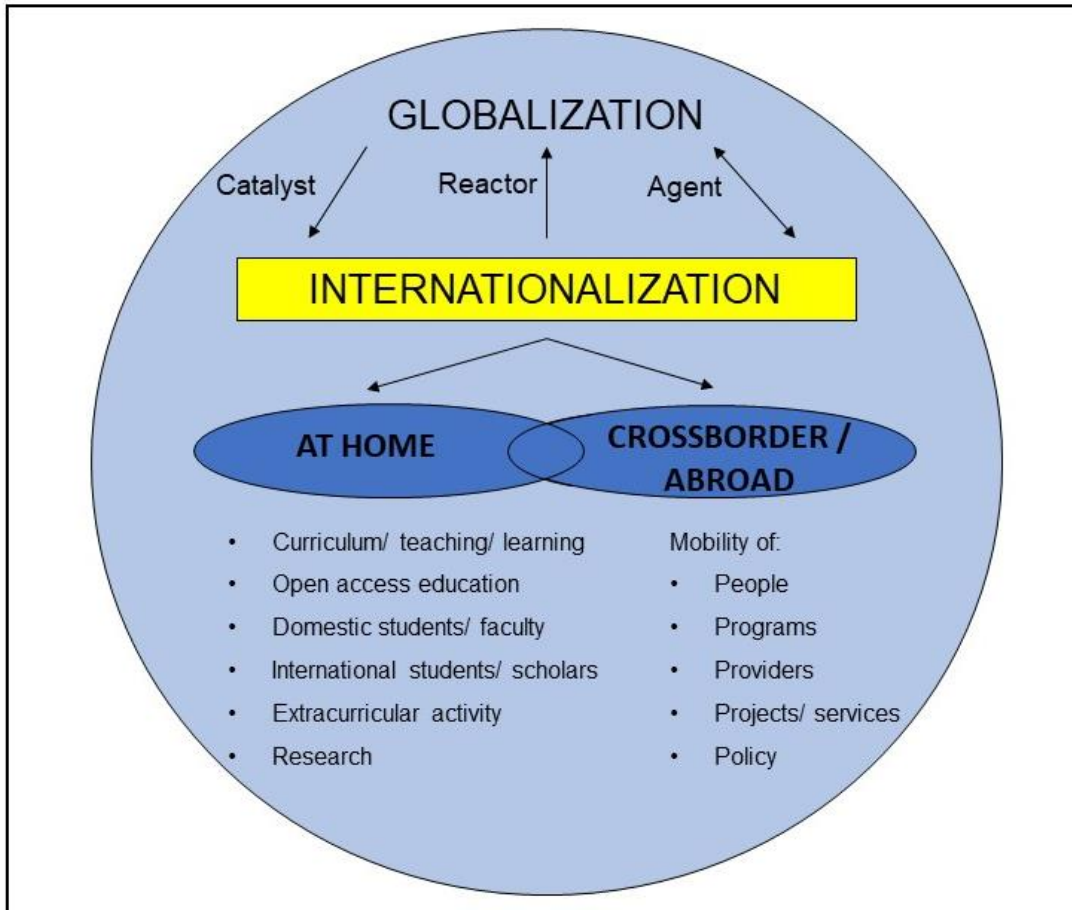 GLOBALIZATION
Catalyst
Reactor
Agent
INTERNATIONALIZATION
AT HOME
CROSSBORDER /
ABROAD
• Curriculum/ teaching/ learning
• Open access education
• Domestic students/ faculty
• International students/ scholars
• Extracurricular activity
• Research
Mobility of:
• People
• Programs
• Providers
• Projects/ services
• Policy